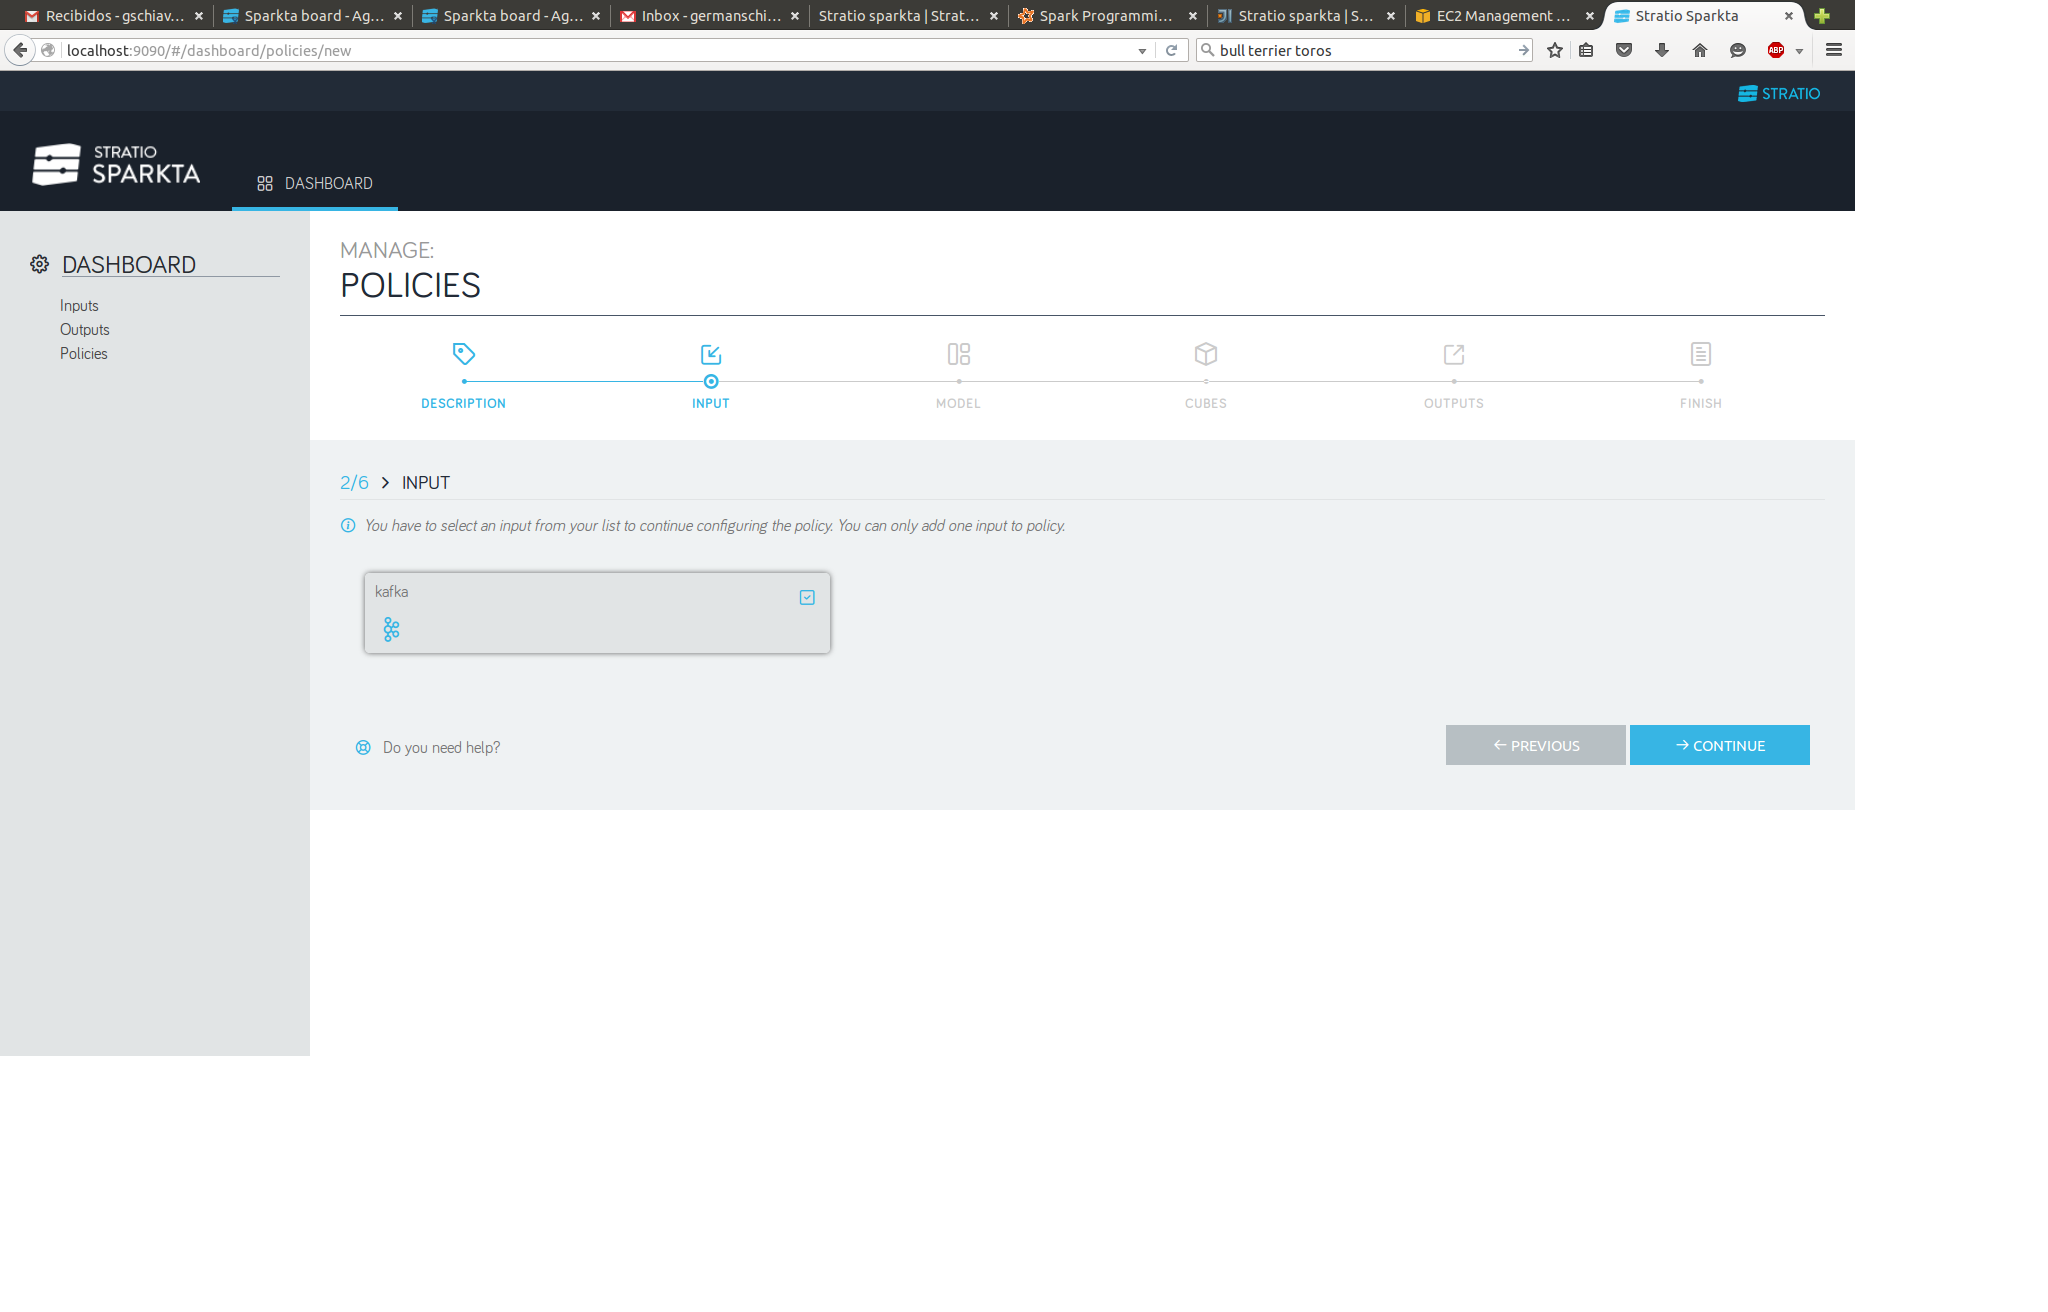 Recibidos - gschiav...
Sparkta board - Ag...
Sparkta board - Ag...
Inbox - germanschi...
Stratio sparkta | Strat...
Spark Programmi...
Stratio sparkta | S...
EC2 Management ...
Stratio Sparkta
localhost:9090/#/dashboard/policies/new
bull terrier toros
ABP
STRATIO
STRATIO
SPARKTA
DASHBOARD
DASHBOARD
Inputs
Outputs
Policies
MANAGE:
POLICIES
DESCRIPTION
INPUT
MODEL
CUBES
OUTPUTS
FINISH
2/6 > INPUT
You have to select an input from your list to continue configuring the policy. You can only add one input to policy.
kafka
Do you need help?
← PREVIOUS
→ CONTINUE